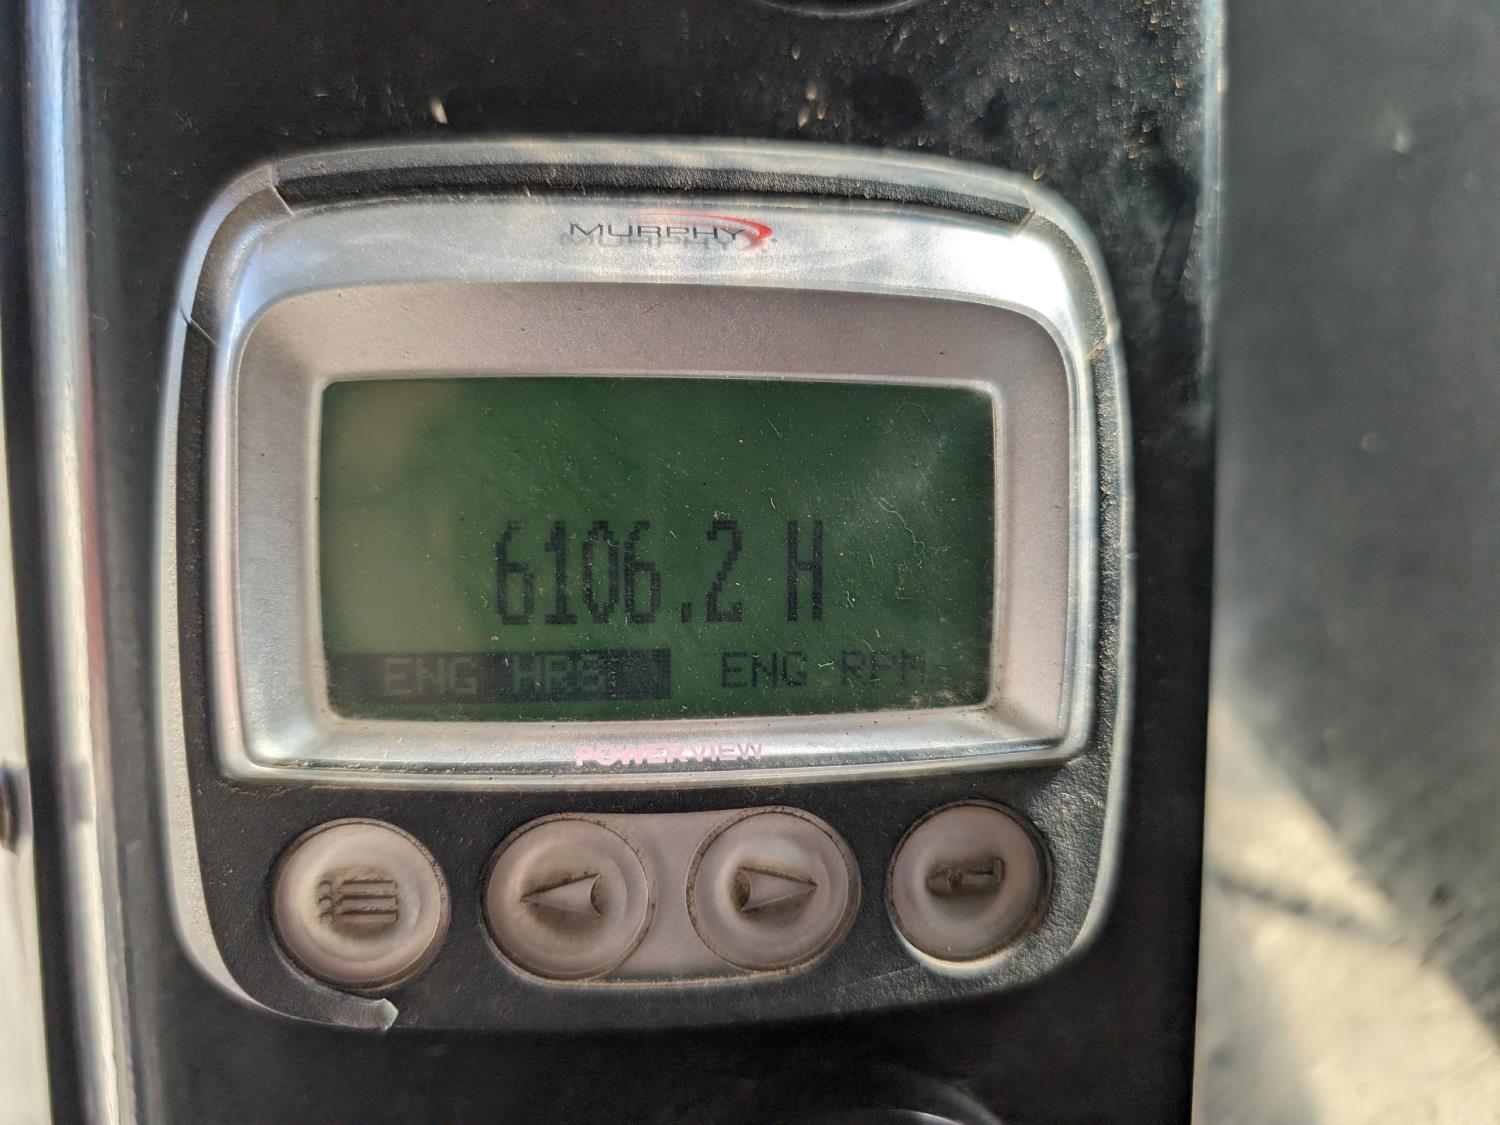 MURPHY
6106.2 H
ENG HRS ENG RPM
POWERVIEW